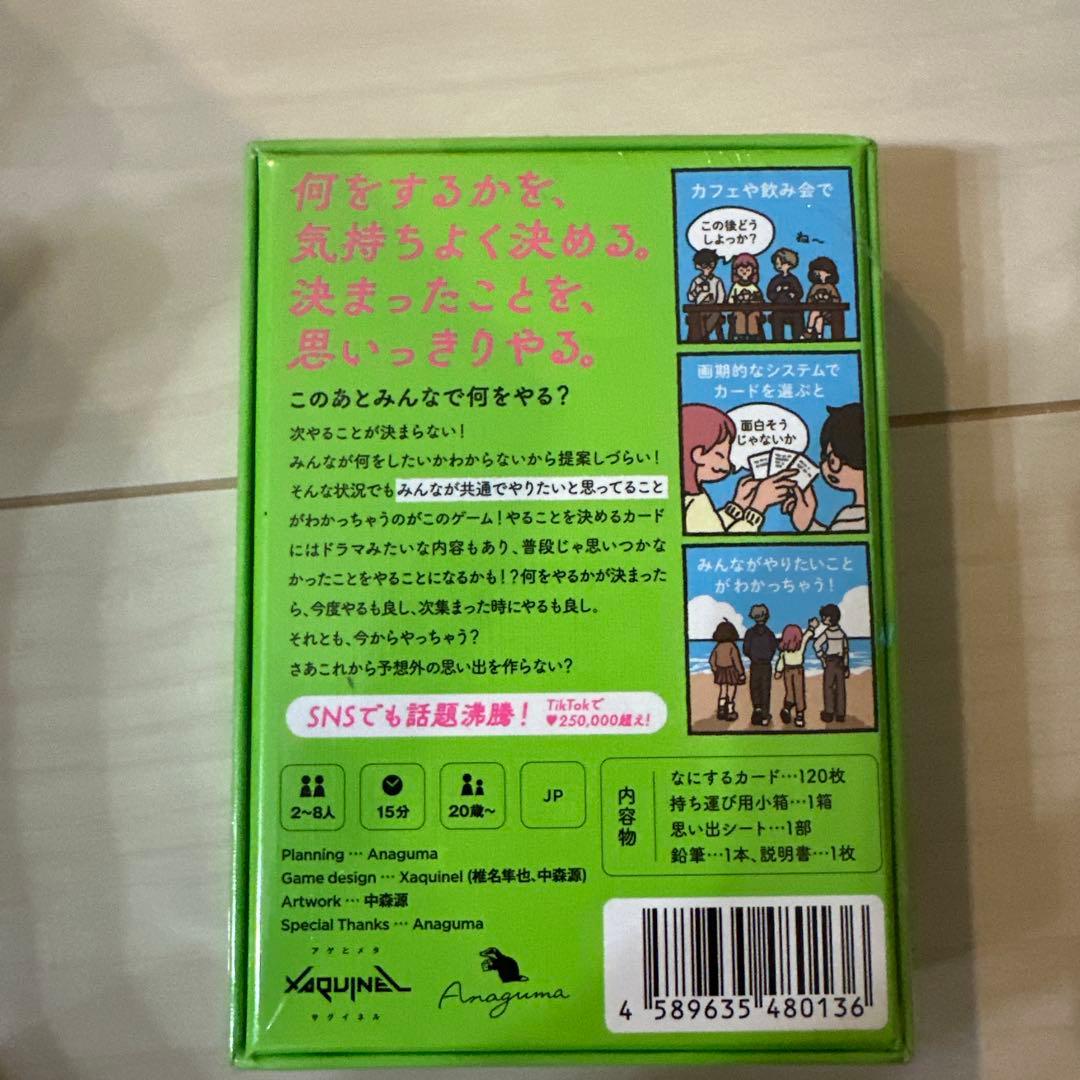 何をするかを、
気持ちよく決める。
決まったことを、
思いっきりやる。
このあとみんなで何をやる？
次やることが決まらない！
みんなが何をしたいかわからないから提案しづらい！
そんな状況でもみんなが共通でやりたいと思ってること
がわかっちゃうのがこのゲーム！やることを決めるカード
にはドラマみたいな内容もあり、普段じゃ思いつかな
かったことをやることになるかも！？何をやるかが決まった
ら、今度やるも良し、次集まった時にやるも良し。
それとも、今からやっちゃう？
さあこれから予想外の思い出を作らない？
SNSでも話題沸騰！
TikTokで
♥250,000超え！
カフェや飲み会で
この後どう
しよっか？
ね〜
画期的なシステムで
カードを選ぶと
面白そう
じゃないか
みんながやりたいこと
がわかっちゃう！
2〜8人
15分
20歳〜
JP
内容物
なにするカード…120枚
持ち運び用小箱…1箱
思い出シート…1部
鉛筆…1本、説明書…1枚
Planning … Anaguma
Game design … Xaquinel (椎名隼也、中森源)
Artwork … 中森源
Special Thanks … Anaguma
アゲとメタ
XAQUINEL
サグイネル
Anaguma
4 589635 480136